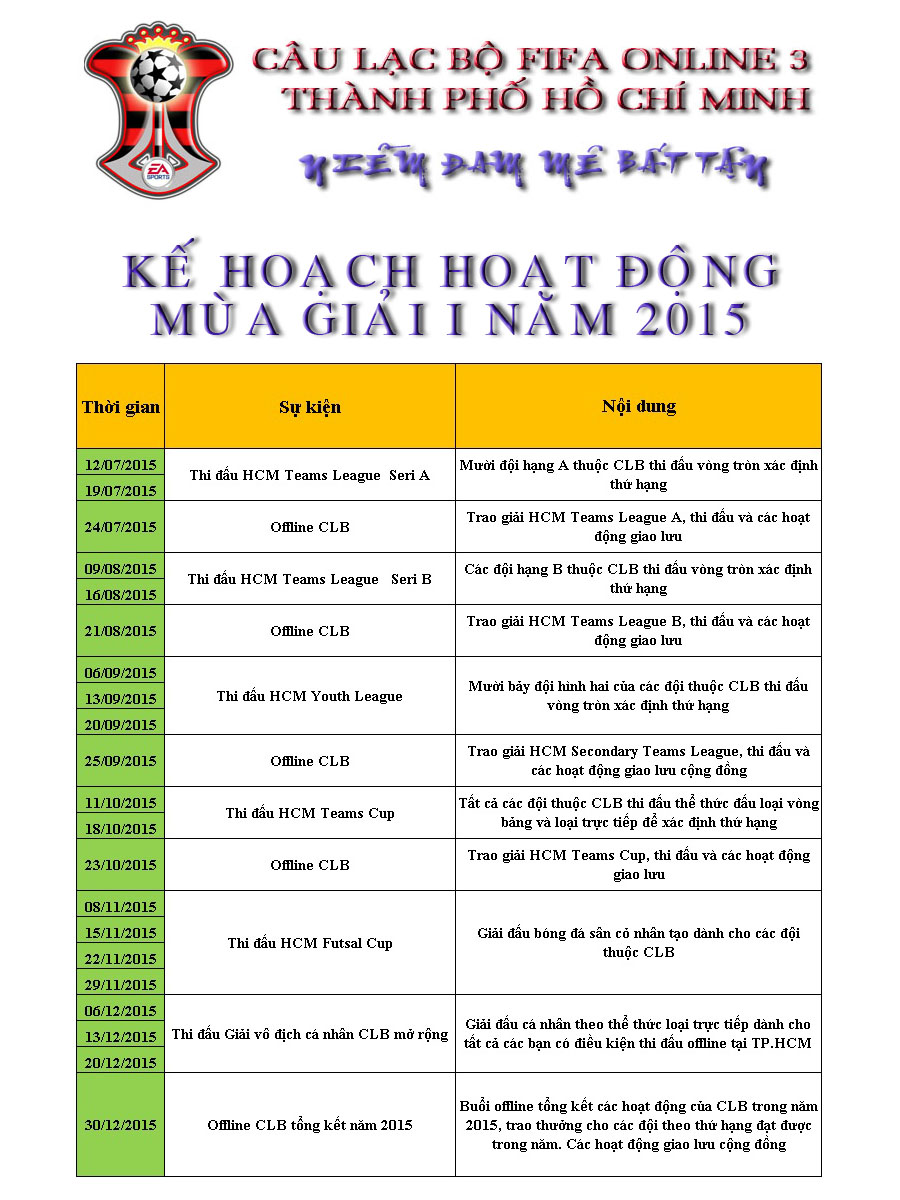 CÂU LẠC BỘ FIFA ONLINE 3
THÀNH PHỐ HỒ CHÍ MINH
NIỀM ĐAM MÊ BẤT TẬN
EA
SPORTS
KẾ HOẠCH HOẠT ĐỘNG
MÙA GIẢI I NĂM 2015
Thời gian
Sự kiện
Nội dung
12/07/2015
19/07/2015
Thi đấu HCM Teams League Seri A
Mười đội hạng A thuộc CLB thi đấu vòng tròn xác định
thứ hạng
24/07/2015
Offline CLB
Trao giải HCM Teams League A, thi đấu và các hoạt
động giao lưu
09/08/2015
16/08/2015
Thi đấu HCM Teams League Seri B
Các đội hạng B thuộc CLB thi đấu vòng tròn xác định
thứ hạng
21/08/2015
Offline CLB
Trao giải HCM Teams League B, thi đấu và các hoạt
động giao lưu
06/09/2015
13/09/2015
20/09/2015
Thi đấu HCM Youth League
Mười bảy đội hình hai của các đội thuộc CLB thi đấu
vòng tròn xác định thứ hạng
25/09/2015
Offline CLB
Trao giải HCM Secondary Teams League, thi đấu và
các hoạt động giao lưu cộng đồng
11/10/2015
18/10/2015
Thi đấu HCM Teams Cup
Tất cả các đội thuộc CLB thi đấu thể thức đấu loại vòng
bảng và loại trực tiếp để xác định thứ hạng
23/10/2015
Offline CLB
Trao giải HCM Teams Cup, thi đấu và các hoạt động
giao lưu
08/11/2015
15/11/2015
22/11/2015
29/11/2015
Thi đấu HCM Futsal Cup
Giải đấu bóng đá sân cỏ nhân tạo dành cho các đội
thuộc CLB
06/12/2015
13/12/2015
20/12/2015
Thi đấu Giải vô địch cá nhân CLB mở rộng
Giải đấu cá nhân theo thể thức loại trực tiếp dành cho
tất cả các bạn có điều kiện thi đấu offline tại TP.HCM
30/12/2015
Offline CLB tổng kết năm 2015
Buổi offline tổng kết các hoạt động của CLB trong năm
2015, trao thưởng cho các đội theo thứ hạng đạt được
trong năm. Các hoạt động giao lưu cộng đồng